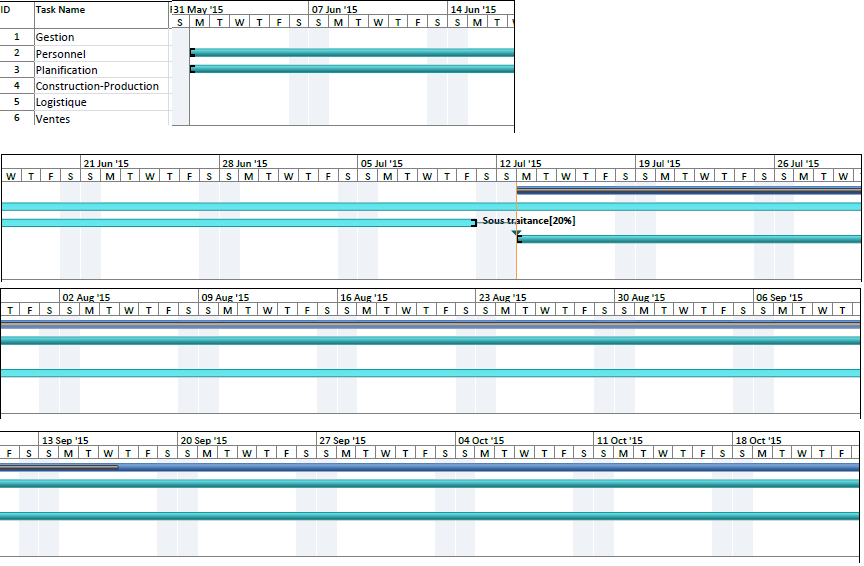 ID Task Name 31 May '15 07 Jun '15 14 Jun '15
S M T W T F S S M T W T F S S M T
1 Gestion
2 Personnel
3 Planification
4 Construction-Production
5 Logistique
6 Ventes
21 Jun '15 28 Jun '15 05 Jul '15 12 Jul '15 19 Jul '15 26 Jul '15
W T F S S M T W T F S S M T W T F S S M T W T F S S M T W T F S S M T W T F S S M T W
Sous traitance[20%]
02 Aug '15 09 Aug '15 16 Aug '15 23 Aug '15 30 Aug '15 06 Sep '15
T F S S M T W T F S S M T W T F S S M T W T F S S M T W T F S S M T W T F S S M T W T
13 Sep '15 20 Sep '15 27 Sep '15 04 Oct '15 11 Oct '15 18 Oct '15
F S S M T W T F S S M T W T F S S M T W T F S S M T W T F S S M T W T F S S M T W T F